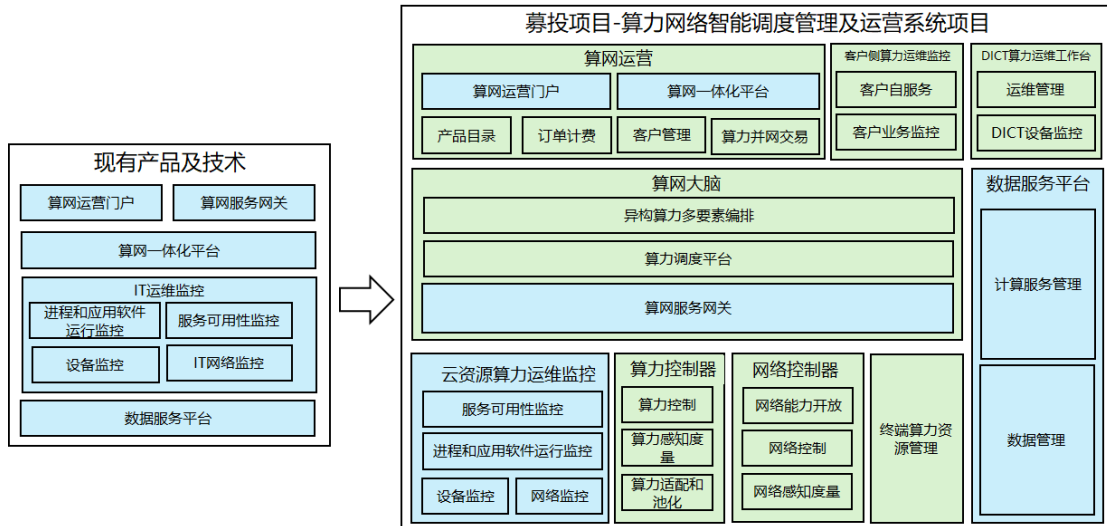 现有产品及技术
算网运营门户
算网服务网关
算网一体化平台
IT运维监控
进程和应用软件
运行监控
服务可用性监控
设备监控
IT网络监控
数据服务平台
募投项目-算力网络智能调度管理及运营系统项目
算网运营
算网运营门户
算网一体化平台
产品目录
订单计费
客户管理
算力并网交易
客户侧算力运维监控
客户自服务
客户业务监控
DICT算力运维工作台
运维管理
DICT设备监控
算网大脑
异构算力多要素编排
算力调度平台
算网服务网关
数据服务平台
计算服务管理
数据管理
云资源算力运维监控
服务可用性监控
进程和应用软件运行监控
设备监控
网络监控
算力控制器
算力控制
算力感知度
量
算力适配和
池化
网络控制器
网络能力开放
网络控制
网络感知度量
终端算力资
源管理